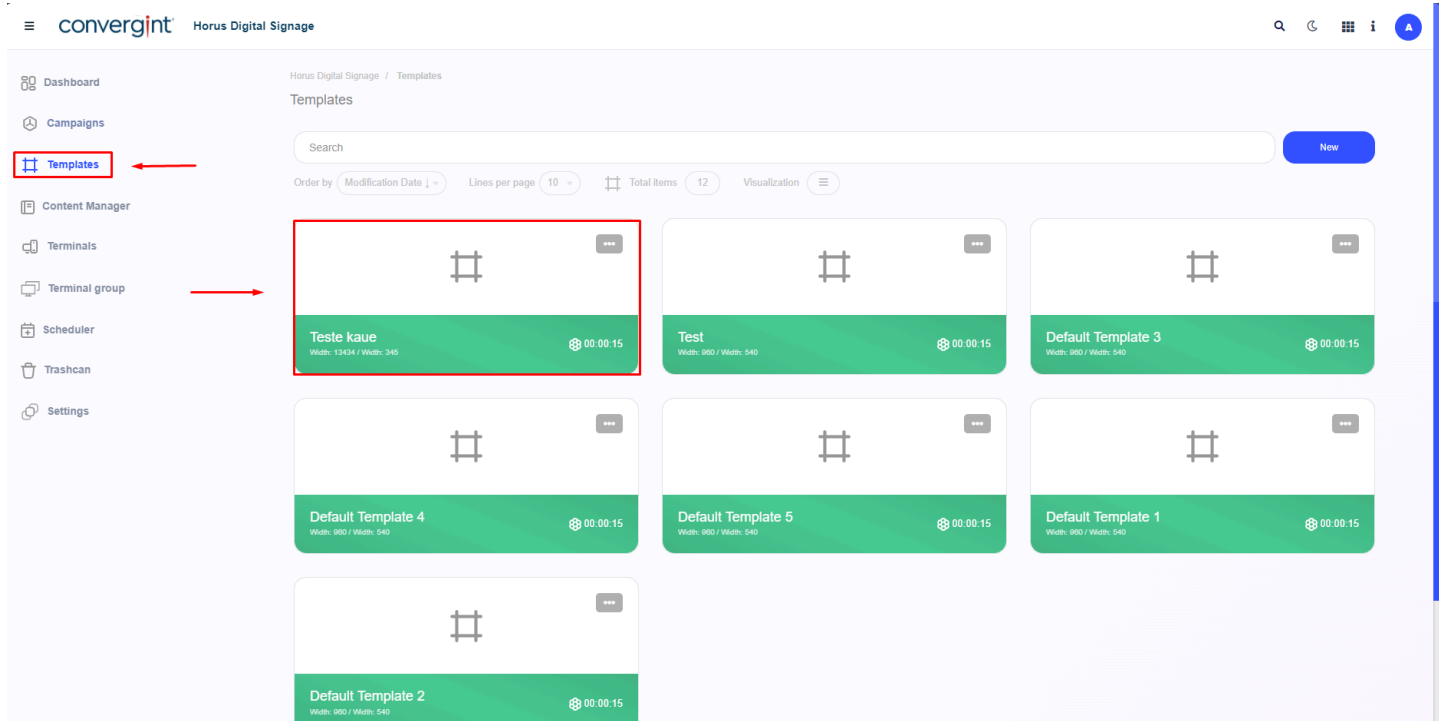 convergint Horus Digital Signage A
Dashboard
Campaigns
Templates
Content Manager
Terminals
Terminal group
Scheduler
Trashcan
Settings
Horus Digital Signage / Templates
Templates
Search New
Order by Modification Date ↓ Lines per page 10 Total items 12 Visualization
Teste kaue 00:00:15
Width: 13434 / Width: 345
Test 00:00:15
Width: 960 / Width: 540
Default Template 3 00:00:15
Width: 960 / Width: 540
Default Template 4 00:00:15
Width: 960 / Width: 540
Default Template 5 00:00:15
Width: 960 / Width: 540
Default Template 1 00:00:15
Width: 960 / Width: 540
Default Template 2 00:00:15
Width: 960 / Width: 540